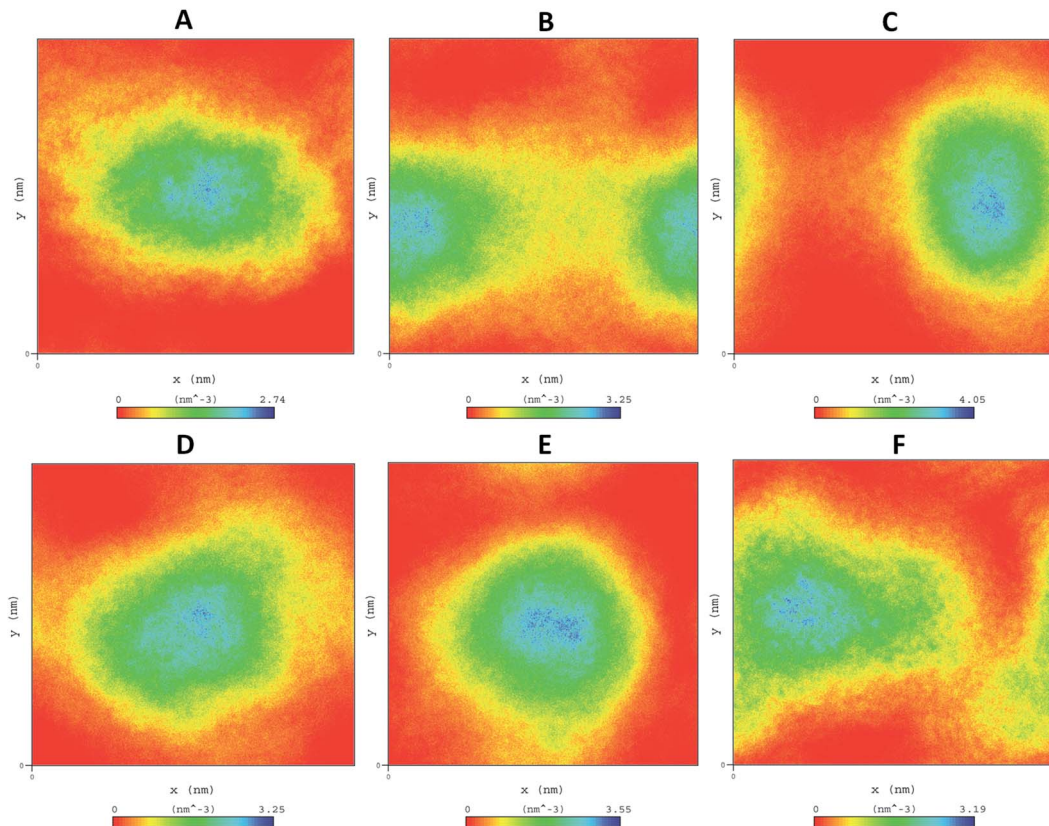 A
B
C
y (nm)
y (nm)
y (nm)
0
0
0
0
0
0
x (nm)
x (nm)
x (nm)
0 (nm^-3) 2.74
0 (nm^-3) 3.25
0 (nm^-3) 4.05
D
E
F
y (nm)
y (nm)
y (nm)
0
0
0
0
0
0
x (nm)
x (nm)
x (nm)
0 (nm^-3) 3.25
0 (nm^-3) 3.55
0 (nm^-3) 3.19